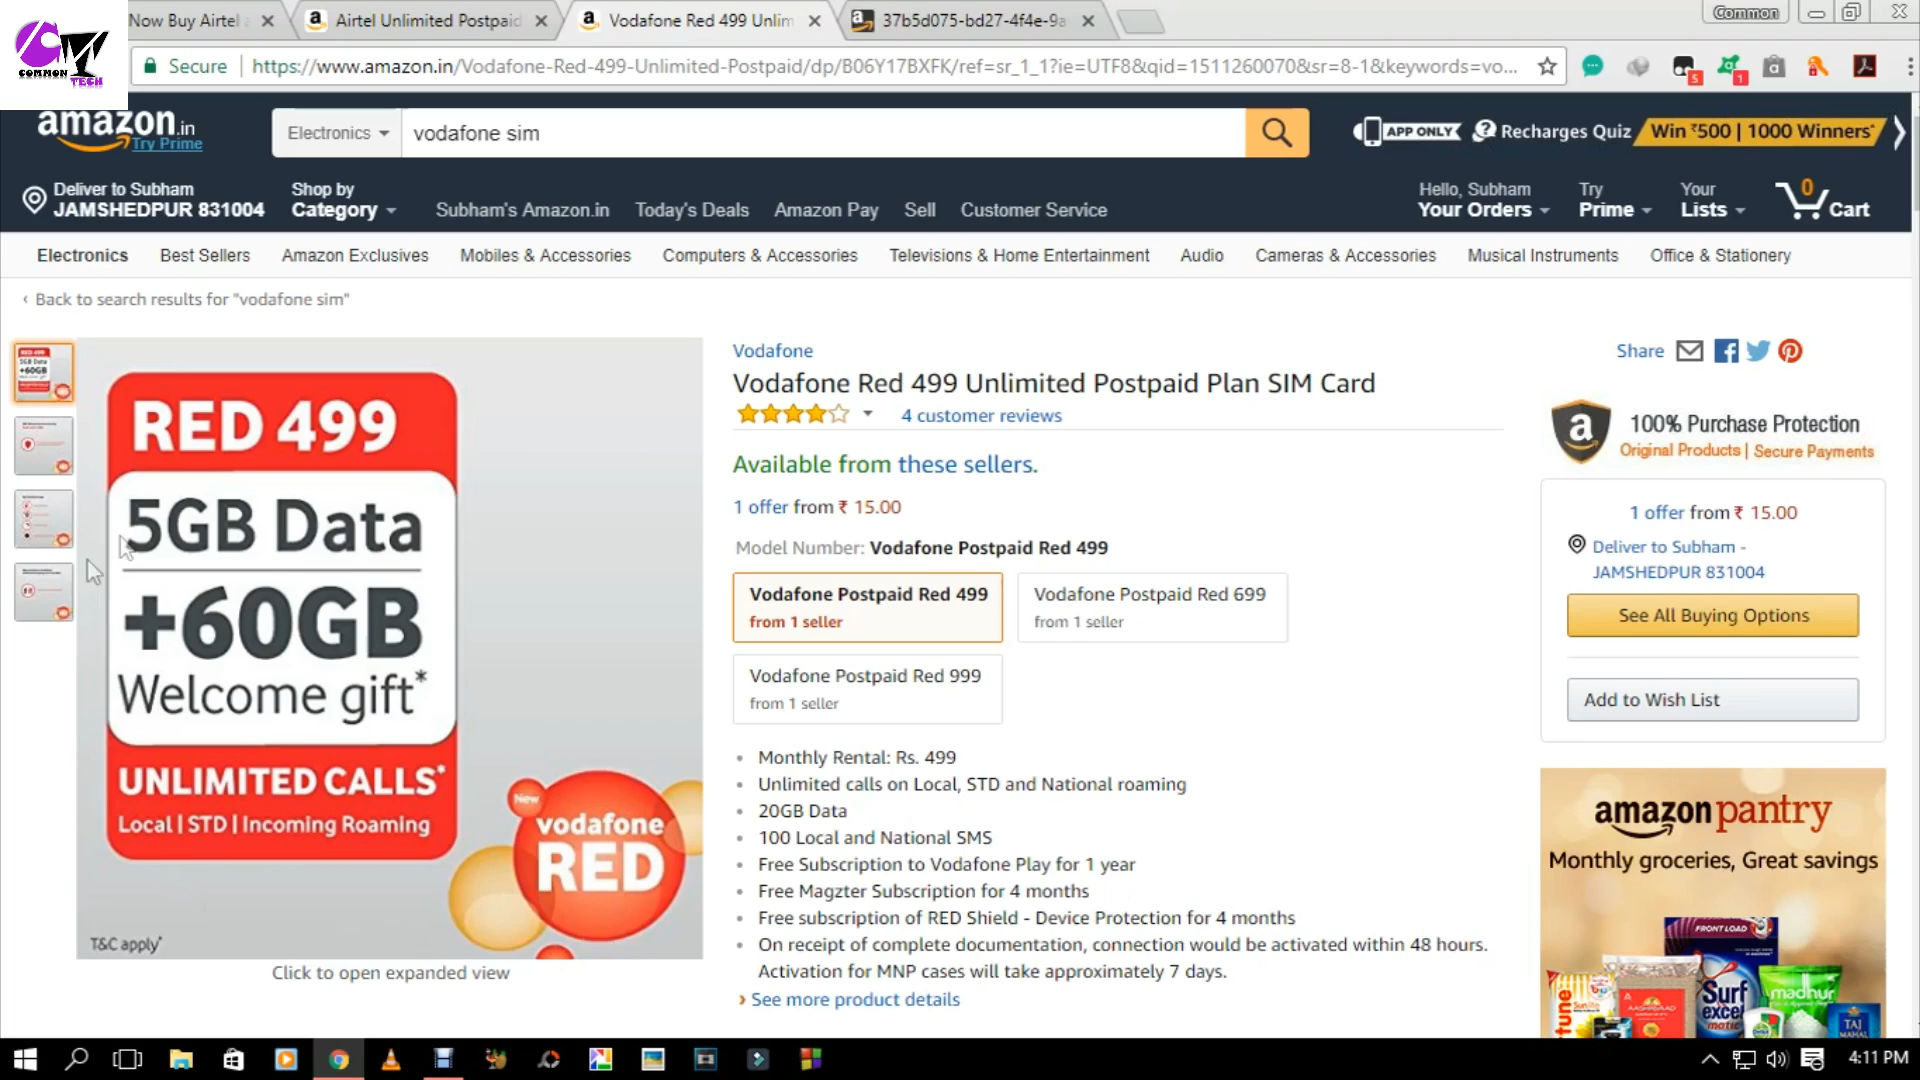 Now Buy Airtel a
Airtel Unlimited Postpaid
Vodafone Red 499 Unlim
37b5d075-bd27-4f4e-9a
Common
COMMON
TECH
Secure
https://www.amazon.in/Vodafone-Red-499-Unlimited-Postpaid/dp/B06Y17BXFK/ref=sr_1_1?ie=UTF8&qid=1511260070&sr=8-1&keywords=vo...
5
1
amazon.in
Try Prime
Electronics
vodafone sim
APP ONLY
Recharges Quiz
Win ₹500 | 1000 Winners*
Deliver to Subham
JAMSHEDPUR 831004
Shop by
Category
Subham's Amazon.in
Today's Deals
Amazon Pay
Sell
Customer Service
Hello, Subham
Your Orders
Try
Prime
Your
Lists
0
Cart
Electronics
Best Sellers
Amazon Exclusives
Mobiles & Accessories
Computers & Accessories
Televisions & Home Entertainment
Audio
Cameras & Accessories
Musical Instruments
Office & Stationery
‹ Back to search results for "vodafone sim"
RED 499
5GB Data
+60GB
Welcome gift*
UNLIMITED CALLS*
Local | STD | Incoming Roaming
New
vodafone
RED
T&C apply*
Click to open expanded view
Vodafone
Vodafone Red 499 Unlimited Postpaid Plan SIM Card
4 customer reviews
Available from these sellers.
1 offer from ₹ 15.00
Model Number: Vodafone Postpaid Red 499
Vodafone Postpaid Red 499
from 1 seller
Vodafone Postpaid Red 699
from 1 seller
Vodafone Postpaid Red 999
from 1 seller
• Monthly Rental: Rs. 499
• Unlimited calls on Local, STD and National roaming
• 20GB Data
• 100 Local and National SMS
• Free Subscription to Vodafone Play for 1 year
• Free Magzter Subscription for 4 months
• Free subscription of RED Shield - Device Protection for 4 months
• On receipt of complete documentation, connection would be activated within 48 hours.
Activation for MNP cases will take approximately 7 days.
› See more product details
Share
100% Purchase Protection
Original Products | Secure Payments
1 offer from ₹ 15.00
Deliver to Subham -
JAMSHEDPUR 831004
See All Buying Options
Add to Wish List
amazon pantry
Monthly groceries, Great savings
FRONT LOAD
Surf
excel
matic
madhur
AASHIRVAAD
TAJ
MAHAL
4:11 PM